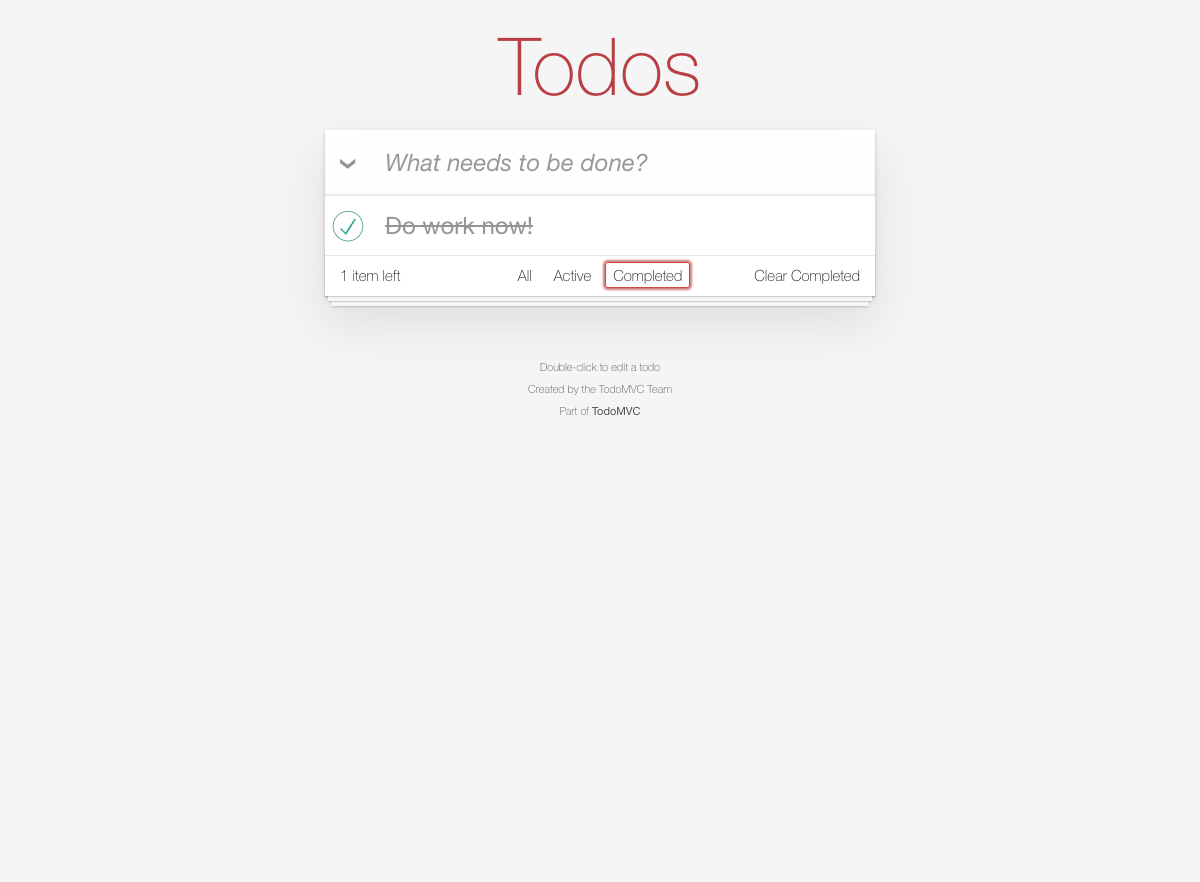 Todos
What needs to be done?
Do work now!
1 item left All Active Completed Clear Completed
Double-click to edit a todo
Created by the TodoMVC Team
Part of TodoMVC